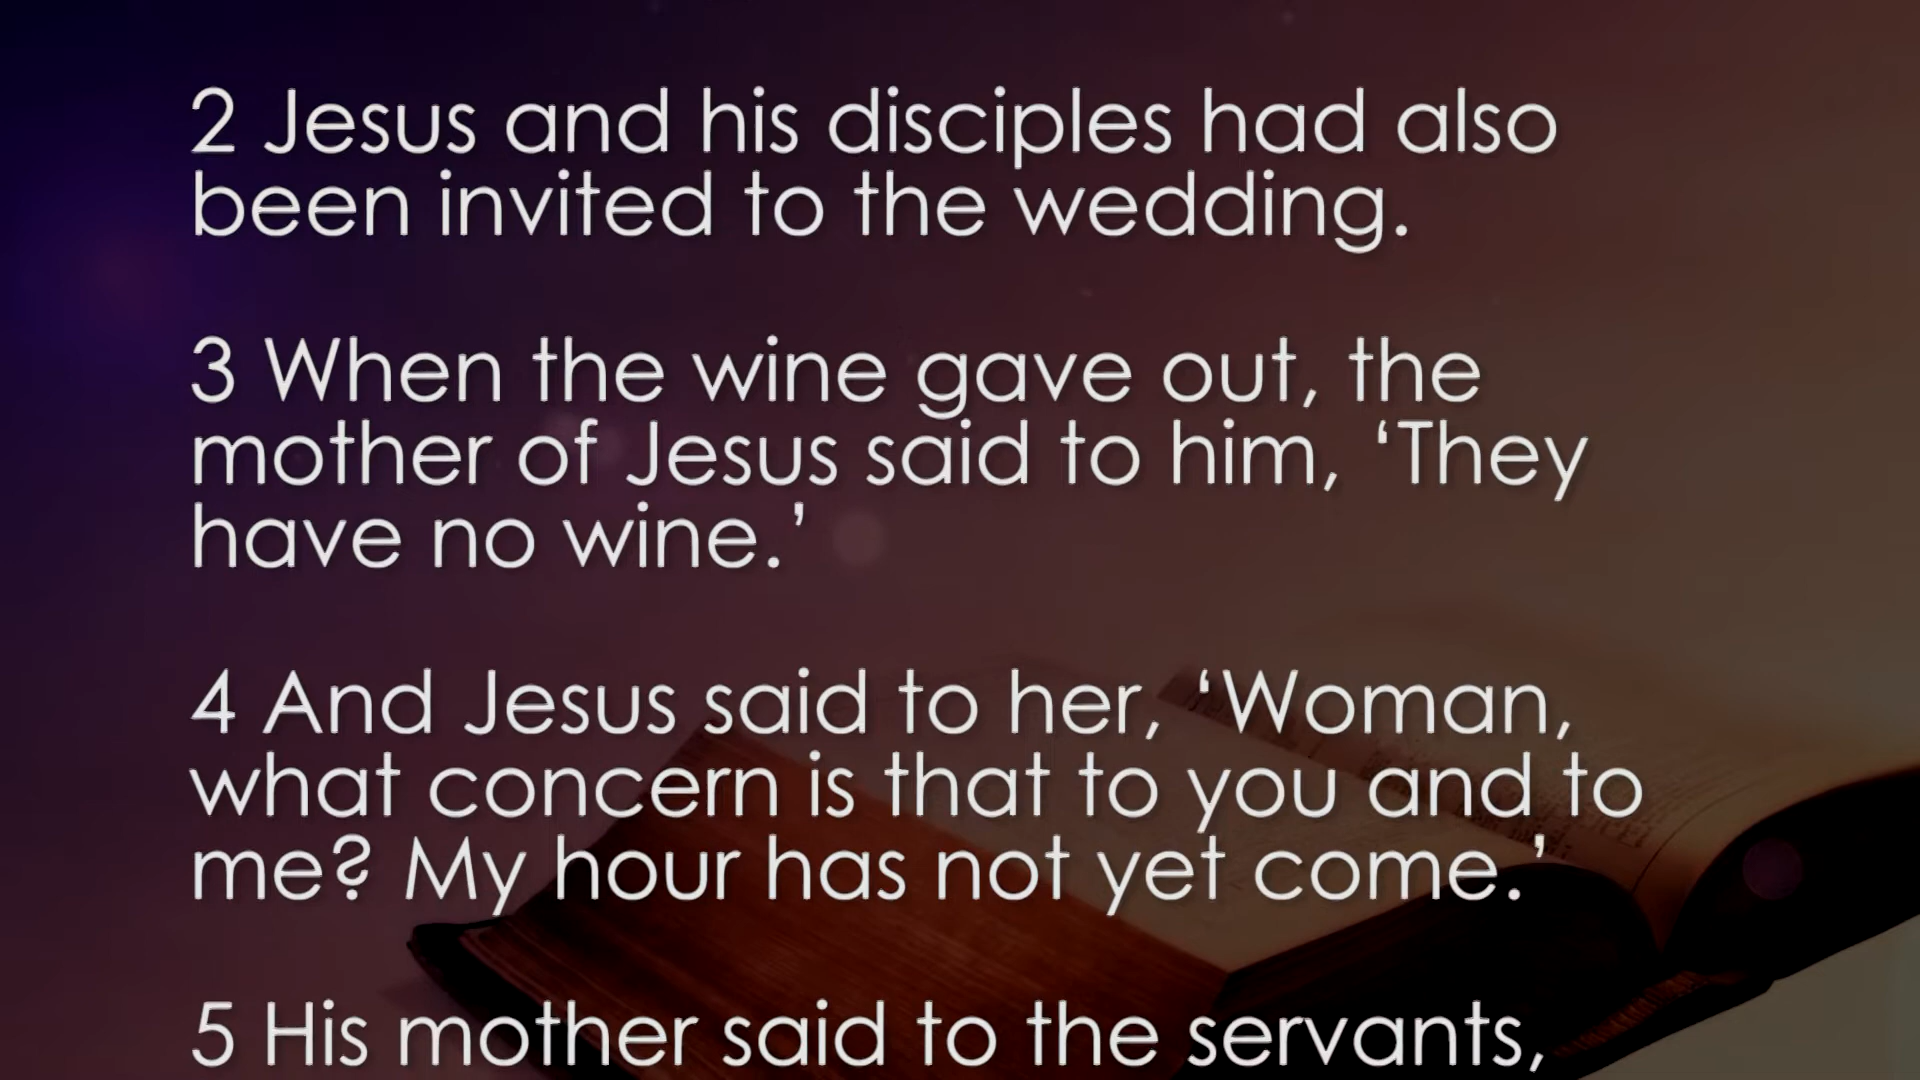 2 Jesus and his disciples had also
been invited to the wedding.
3 When the wine gave out, the
mother of Jesus said to him, ‘They
have no wine.’
4 And Jesus said to her, ‘Woman,
what concern is that to you and to
me? My hour has not yet come.’
5 His mother said to the servants,